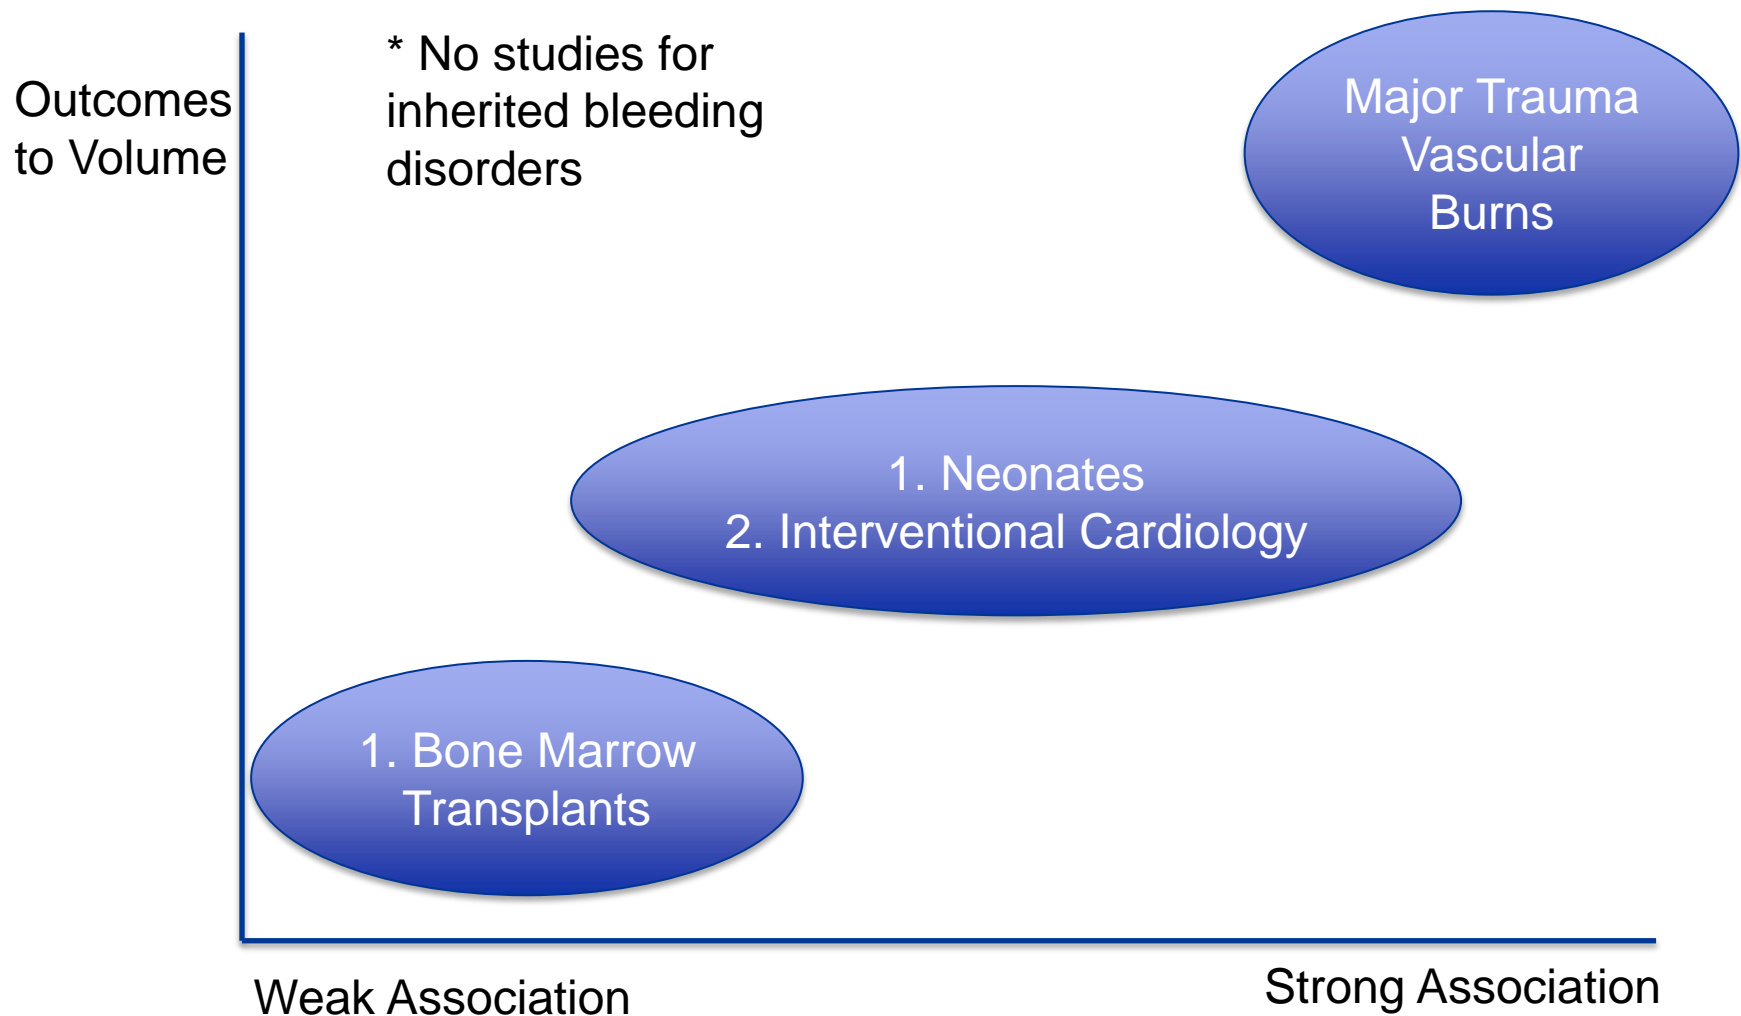 Outcomes
to Volume
* No studies for
inherited bleeding
disorders
Major Trauma
Vascular
Burns
1. Neonates
2. Interventional Cardiology
1. Bone Marrow
Transplants
Weak Association
Strong Association